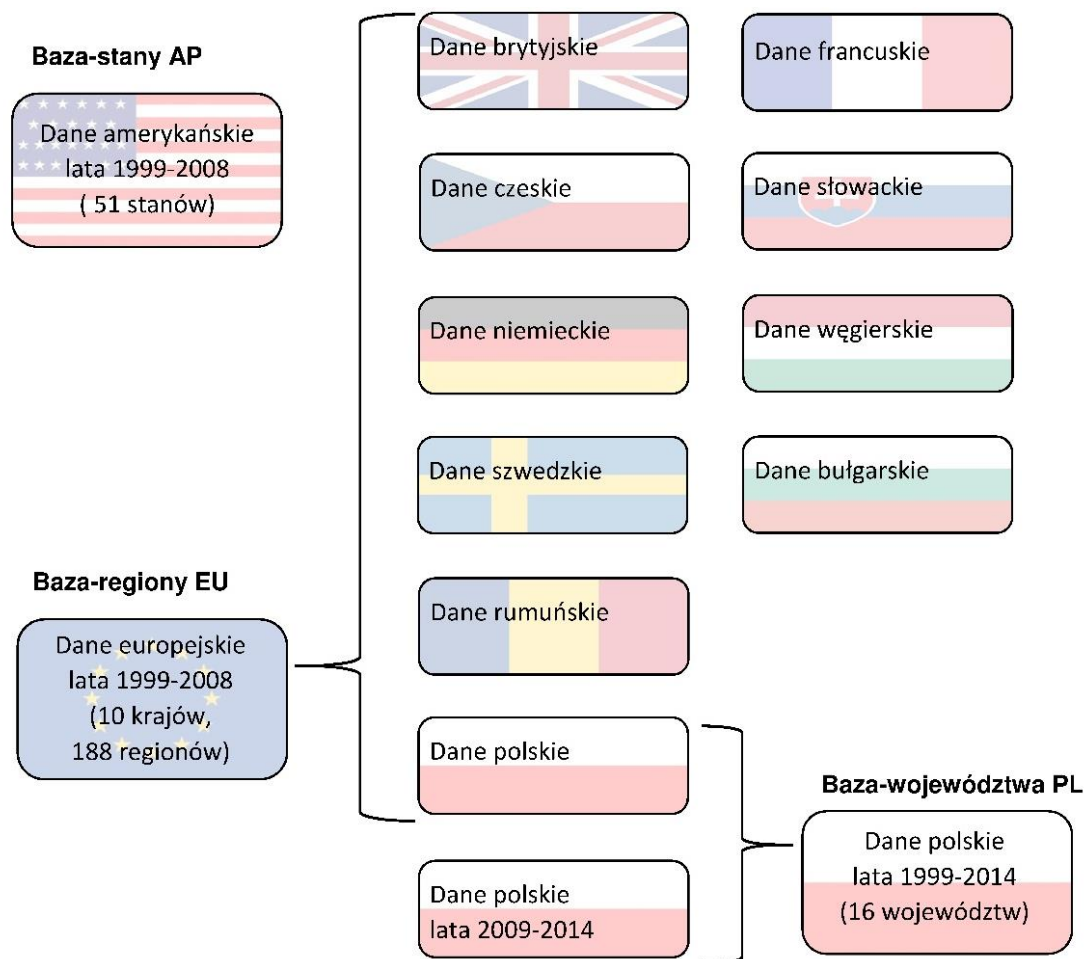 Baza-stany AP
Dane amerykańskie
lata 1999-2008
( 51 stanów)
Dane brytyjskie
Dane francuskie
Dane czeskie
Dane słowackie
Dane niemieckie
Dane węgierskie
Dane szwedzkie
Dane bułgarskie
Baza-regiony EU
Dane europejskie
lata 1999-2008
(10 krajów,
188 regionów)
Dane rumuńskie
Dane polskie
Dane polskie
lata 2009-2014
Baza-województwa PL
Dane polskie
lata 1999-2014
(16 województw)